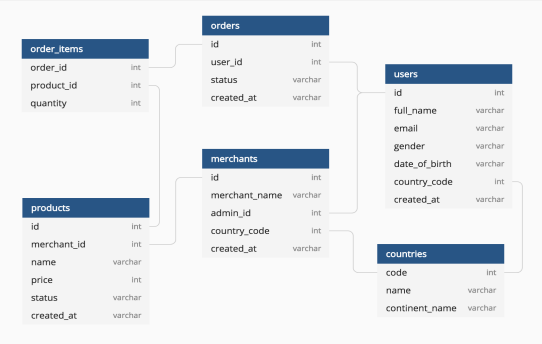 orders
id int
user_id int
status varchar
created_at varchar
order_items
order_id int
product_id int
quantity int
users
id int
full_name varchar
email varchar
gender varchar
date_of_birth varchar
country_code int
created_at varchar
merchants
id int
merchant_name varchar
admin_id int
country_code int
created_at varchar
products
id int
merchant_id int
name varchar
price int
status varchar
created_at varchar
countries
code int
name varchar
continent_name varchar